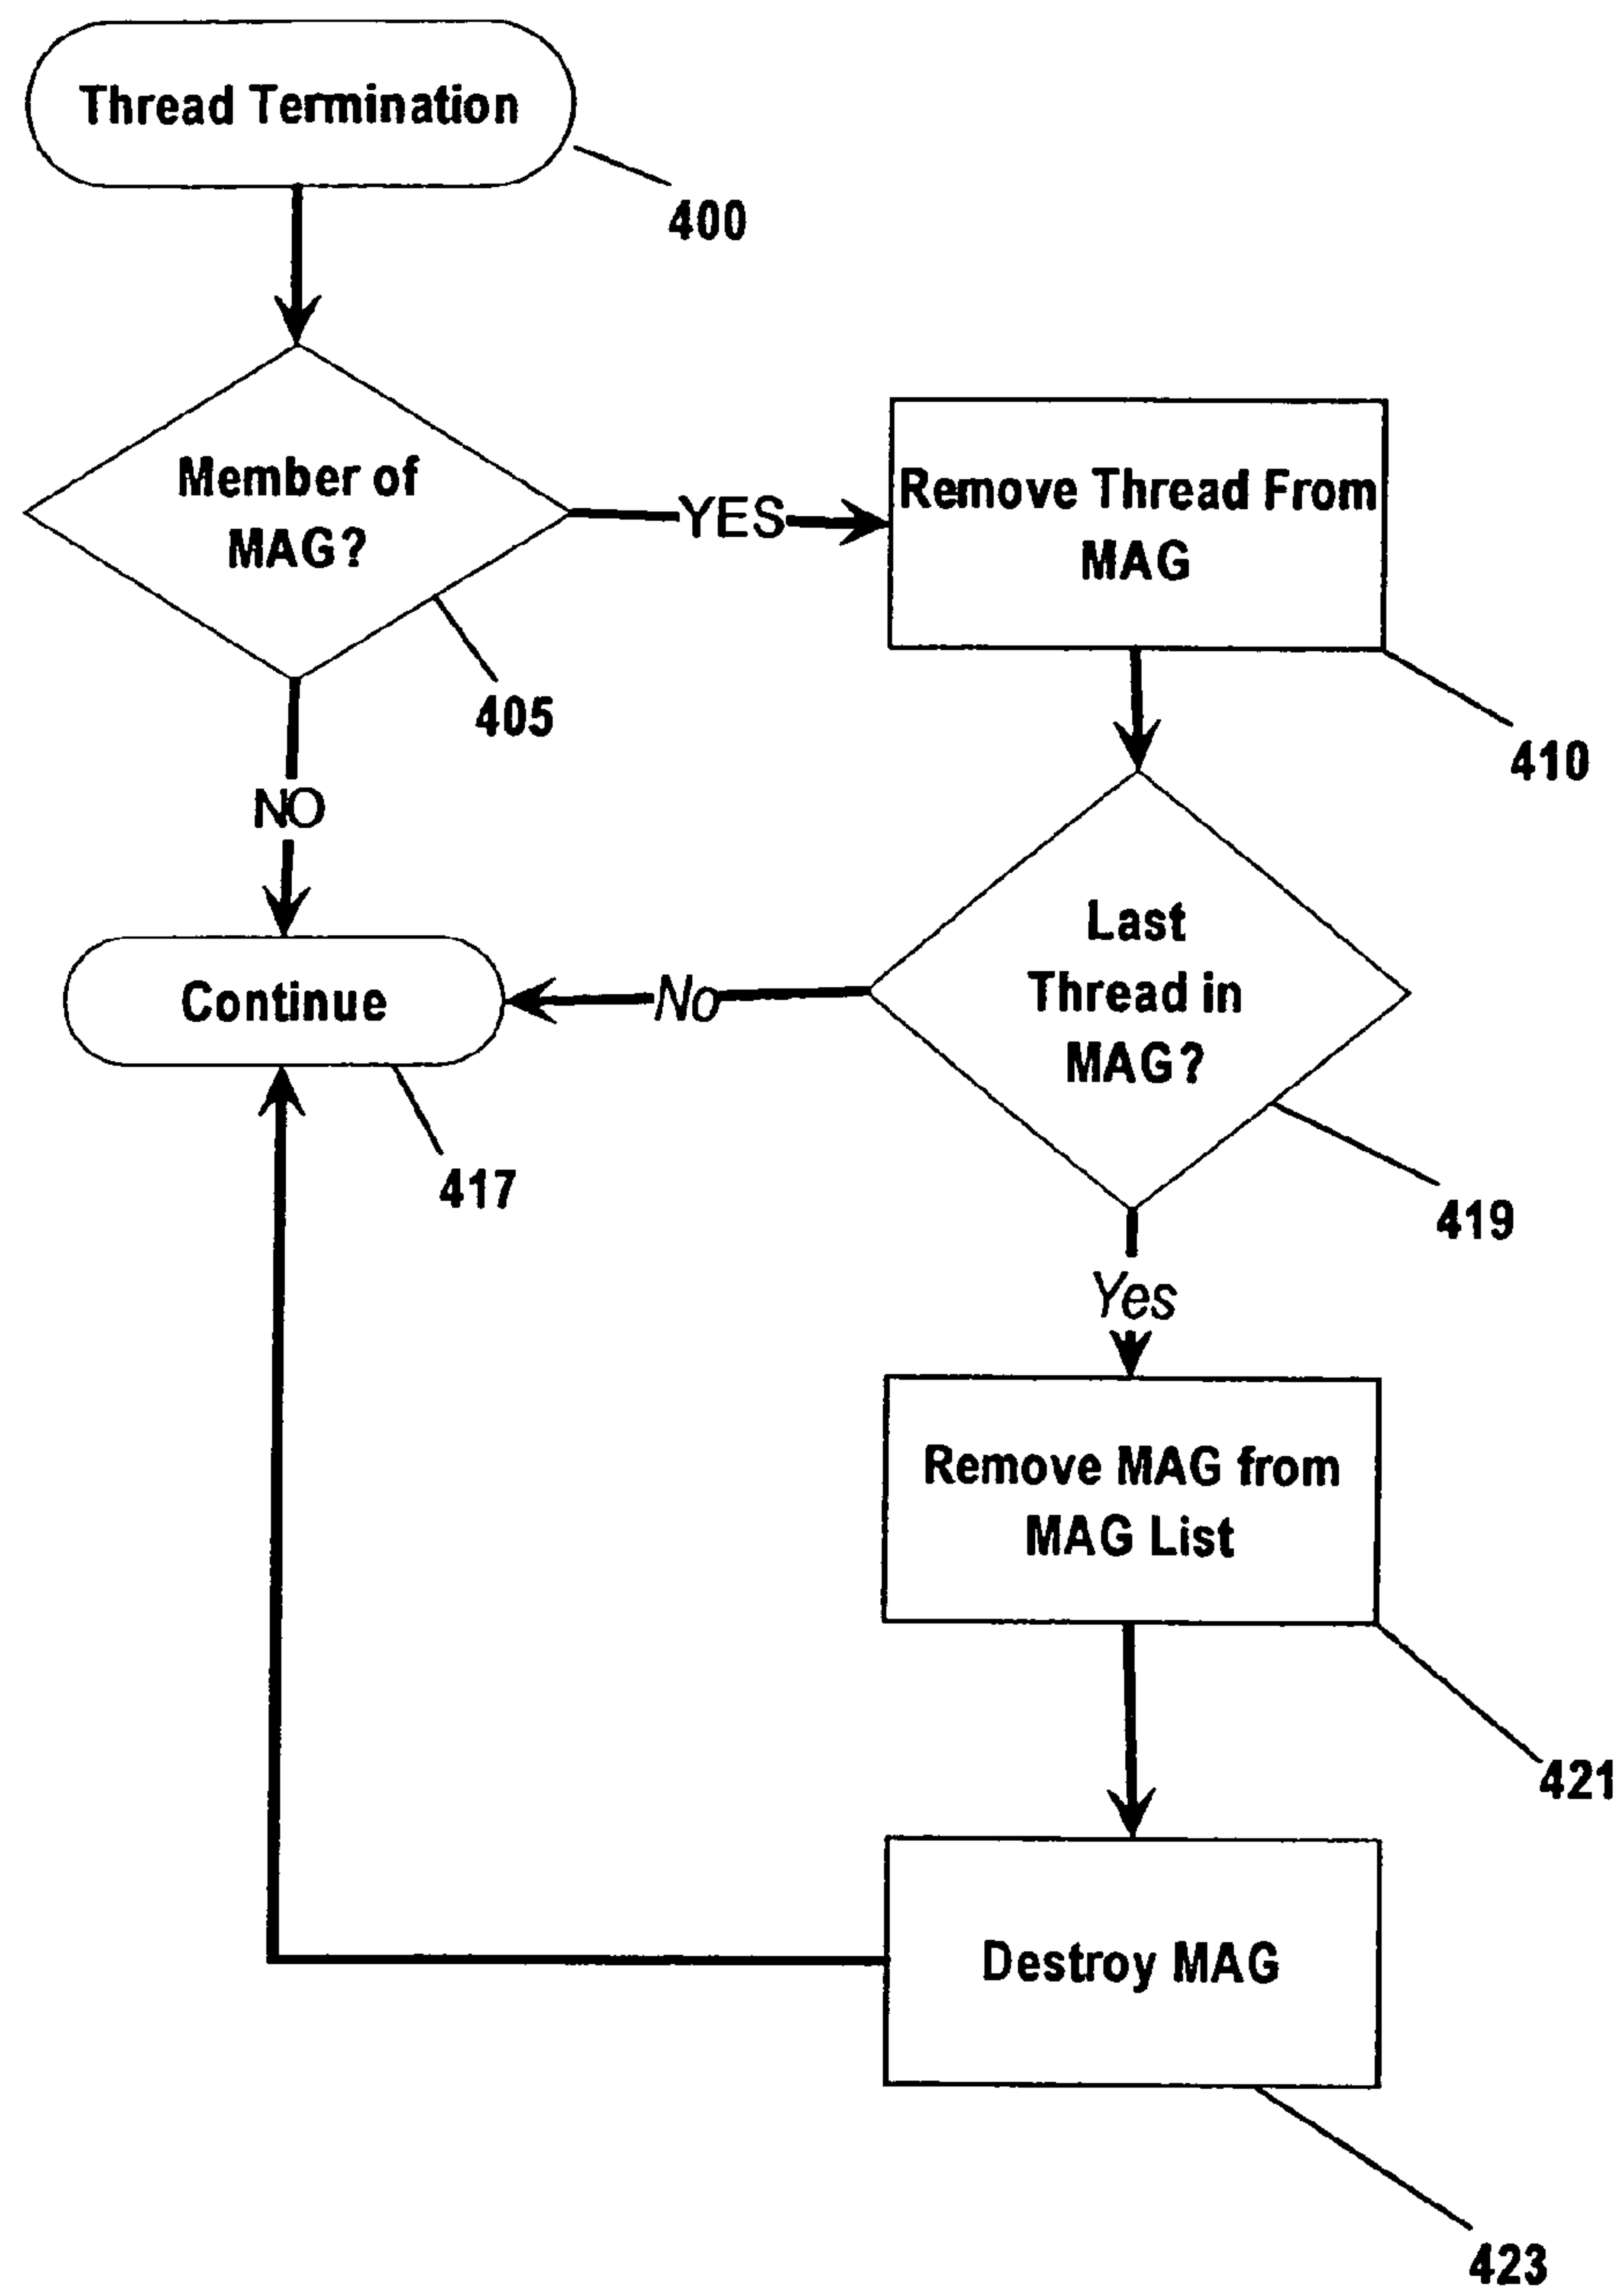 Thread Termination
400
Member of
MAG?
405
YES
Remove Thread From
MAG
410
NO
Continue
417
No
Last
Thread in
MAG?
419
Yes
Remove MAG from
MAG List
421
Destroy MAG
423